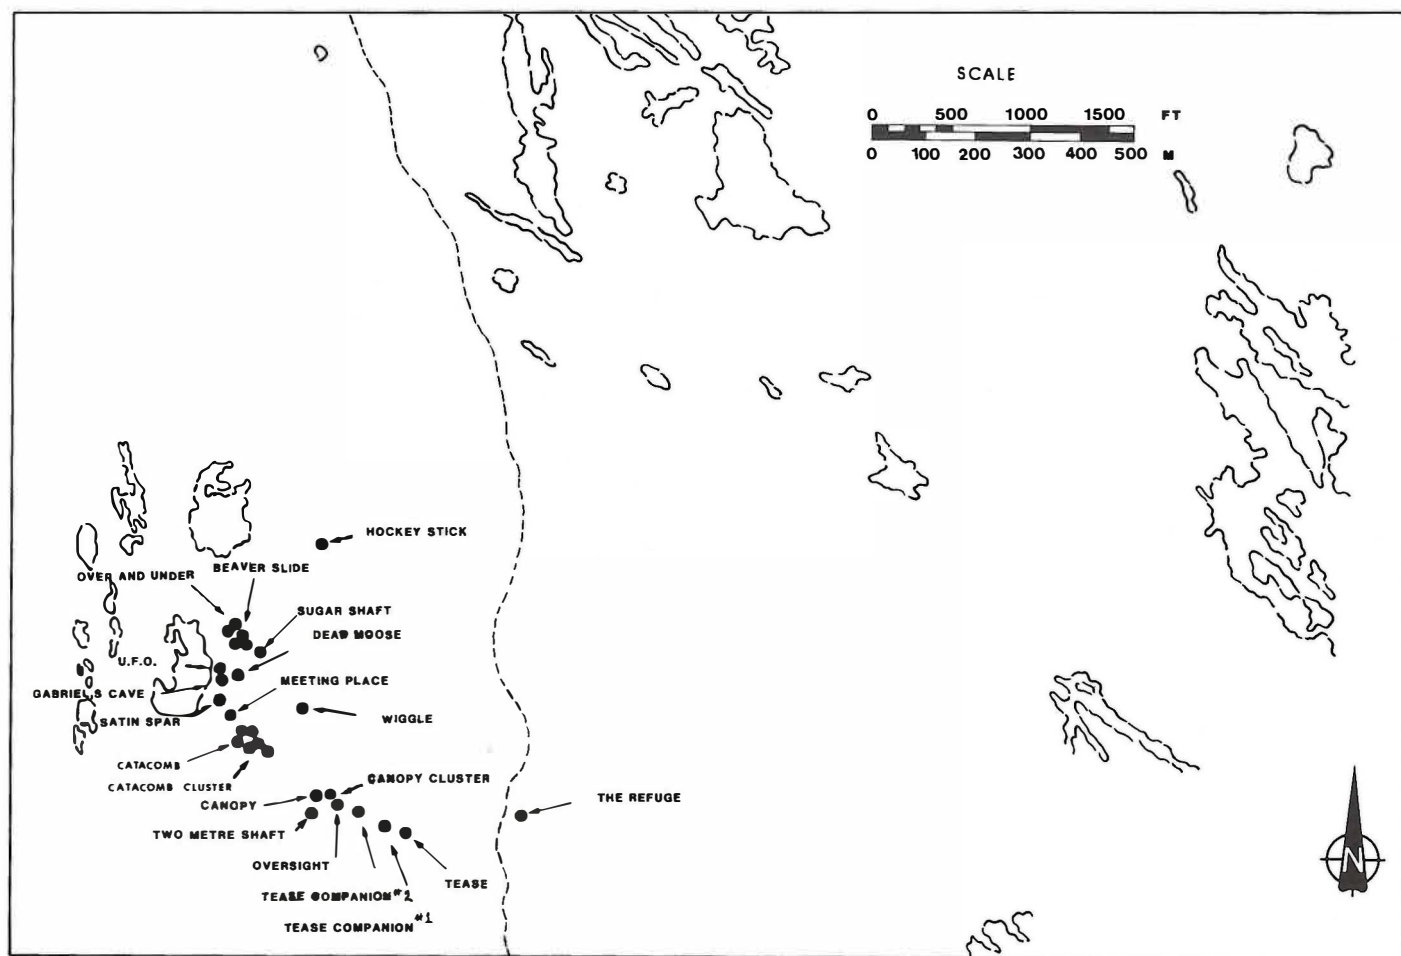 SCALE
0 500 1000 1500 FT
0 100 200 300 400 500 M
HOCKEY STICK
BEAVER SLIDE
OVER AND UNDER
SUGAR SHAFT
DEAD MOOSE
U.F.O.
MEETING PLACE
GABRIEL'S CAVE
SATIN SPAR
WIGGLE
CATACOMB
CATACOMB CLUSTER
CANOPY CLUSTER
CANOPY
THE REFUGE
TWO METRE SHAFT
OVERSIGHT
TEASE
TEASE COMPANION #2
TEASE COMPANION #1
N